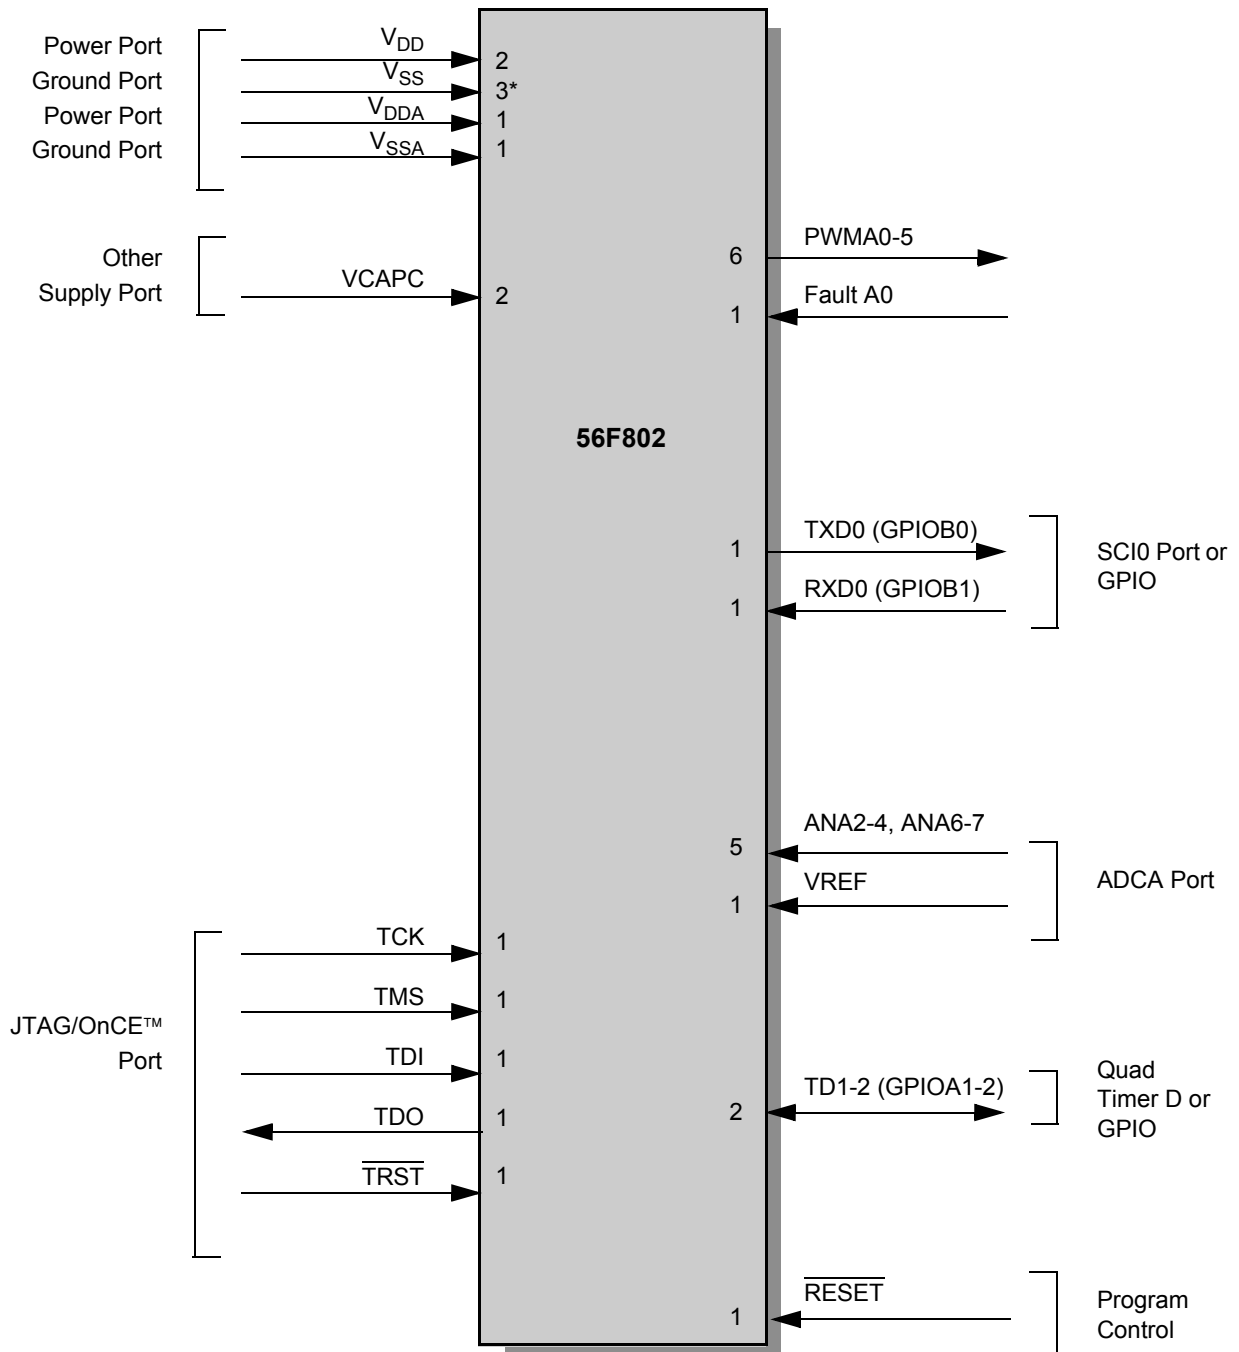 Power Port
Ground Port
Power Port
Ground Port
VDD
VSS
VDDA
VSSA
2
3*
1
1
Other
Supply Port
VCAPC
2
56F802
6
PWMA0-5
1
Fault A0
1
TXD0 (GPIOB0)
1
RXD0 (GPIOB1)
SCI0 Port or
GPIO
5
ANA2-4, ANA6-7
1
VREF
ADCA Port
JTAG/OnCE™
Port
TCK
1
TMS
1
TDI
1
TDO
1
TRST
1
2
TD1-2 (GPIOA1-2)
Quad
Timer D or
GPIO
1
RESET
Program
Control